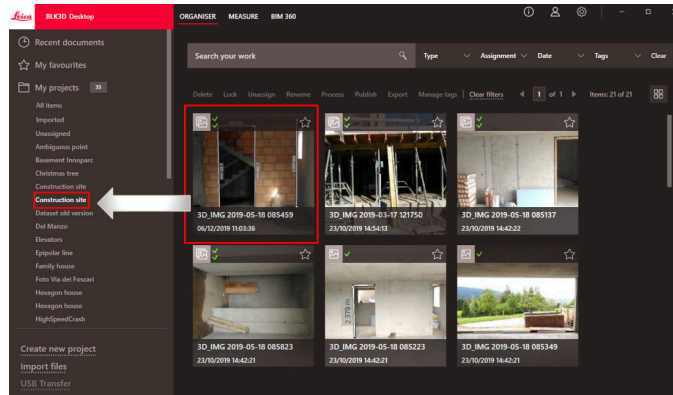 Leica BLK3D Desktop
ORGANISER MEASURE BIM 360
Recent documents
My favourites
My projects 35
All items
Imported
Unassigned
Ambiguous point
Basement Innoparc
Christmas tree
Construction site
Construction site
Dataset old version
Del Manzo
Elevators
Epipolar line
Family house
Foto Via dei Foscari
Hexagon house
Hexagon house
HighSpeedCrash
Create new project
Import files
USB Transfer
Search your work Type Assignment Date Tags Clear
Delete Lock Unassign Rename Process Publish Export Manage tags Clear filters 1 of 1 Items: 21 of 21
3D_IMG 2019-05-18 085459
06/12/2019 11:03:36
3D_IMG 2019-03-17 121750
23/10/2019 14:54:13
3D_IMG 2019-05-18 085137
23/10/2019 14:42:22
3D_IMG 2019-05-18 085823
23/10/2019 14:42:21
2.379 m
3D_IMG 2019-05-18 085223
23/10/2019 14:42:21
3D_IMG 2019-05-18 085349
23/10/2019 14:42:21